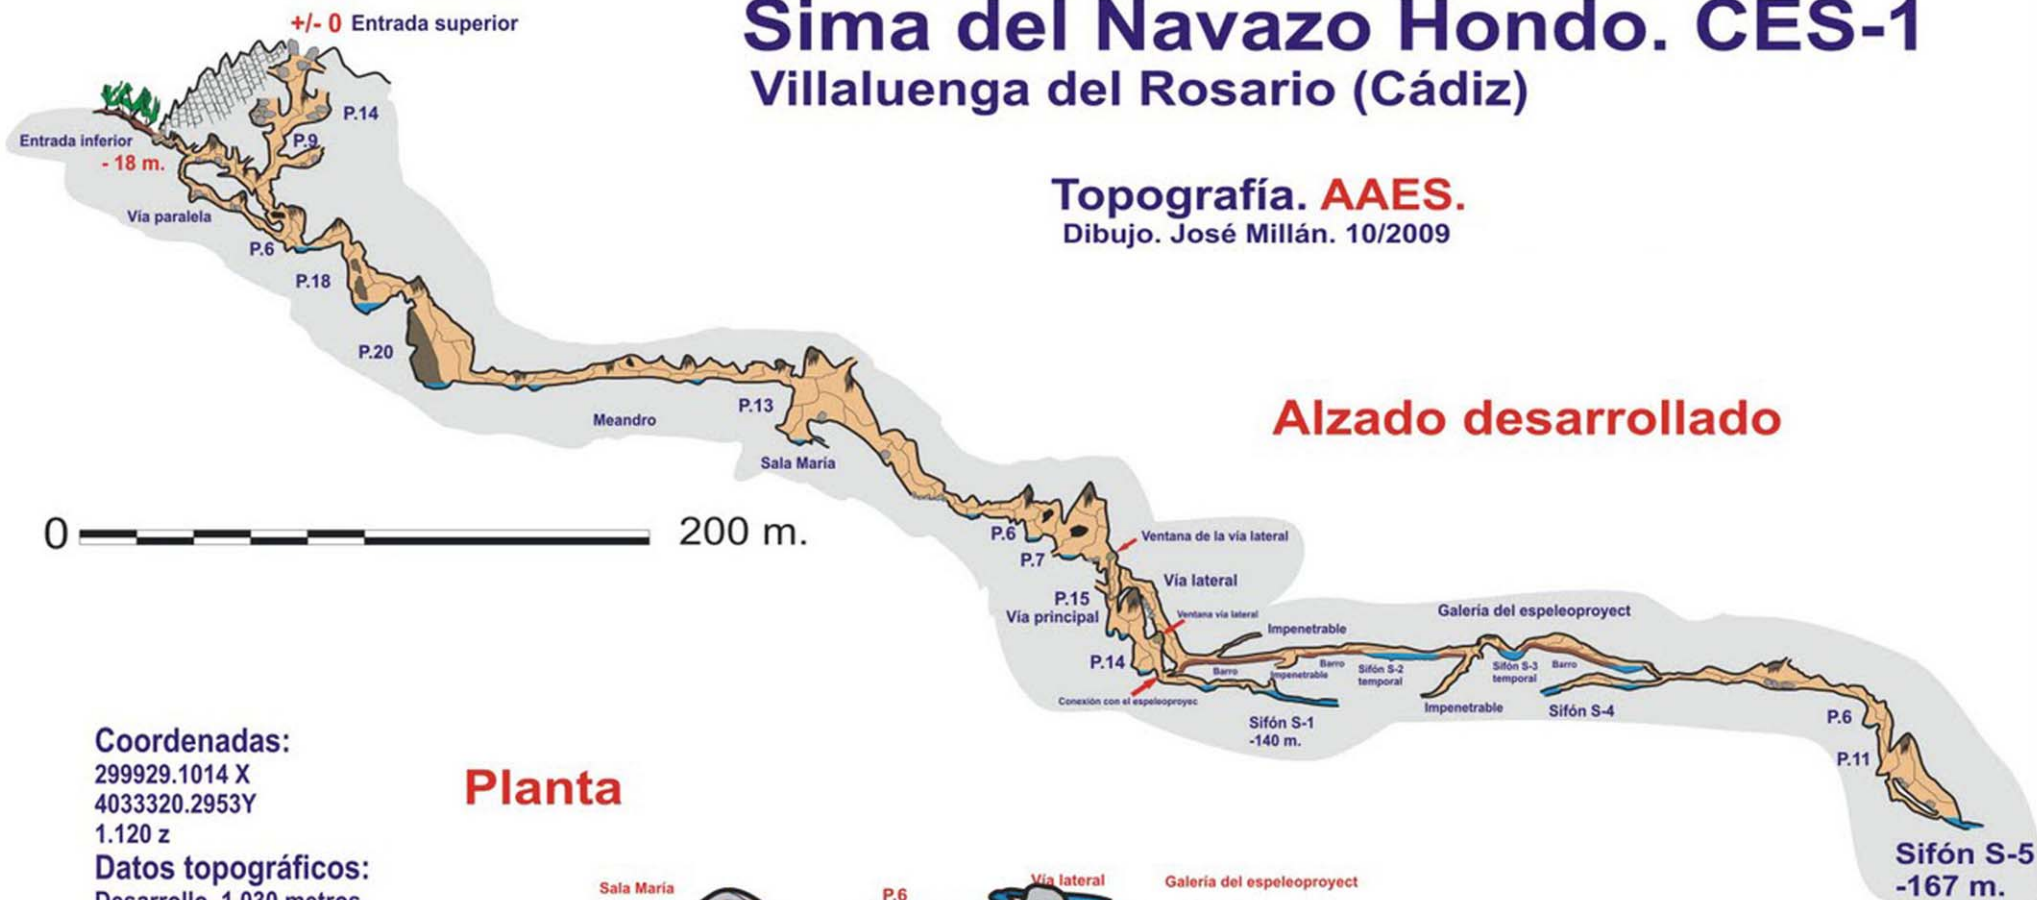 Sima del Navazo Hondo. CES-1
Villaluenga del Rosario (Cádiz)
Topografía. AAES.
Dibujo. José Millán. 10/2009
+/- 0 Entrada superior
P.14
Entrada inferior
- 18 m.
P.9
Vía paralela
P.6
P.18
P.20
Meandro
P.13
Sala María
Alzado desarrollado
0 200 m.
P.6
P.7
Ventana de la vía lateral
Vía lateral
P.15
Vía principal
Ventana vía lateral
P.14
Conexión con el espeleoproyec
Impenetrable
Barro
Impenetrable
Barro
Sifón S-1
-140 m.
Sifón S-2
temporal
Galería del espeleoproyect
Sifón S-3
temporal
Barro
Impenetrable
Sifón S-4
P.6
P.11
Sifón S-5
-167 m.
Coordenadas:
299929.1014 X
4033320.2953Y
1.120 z
Datos topográficos:
Desarrollo. 1.030 metros
Planta
Sala María
P.6
Vía lateral
Galería del espeleoproyect